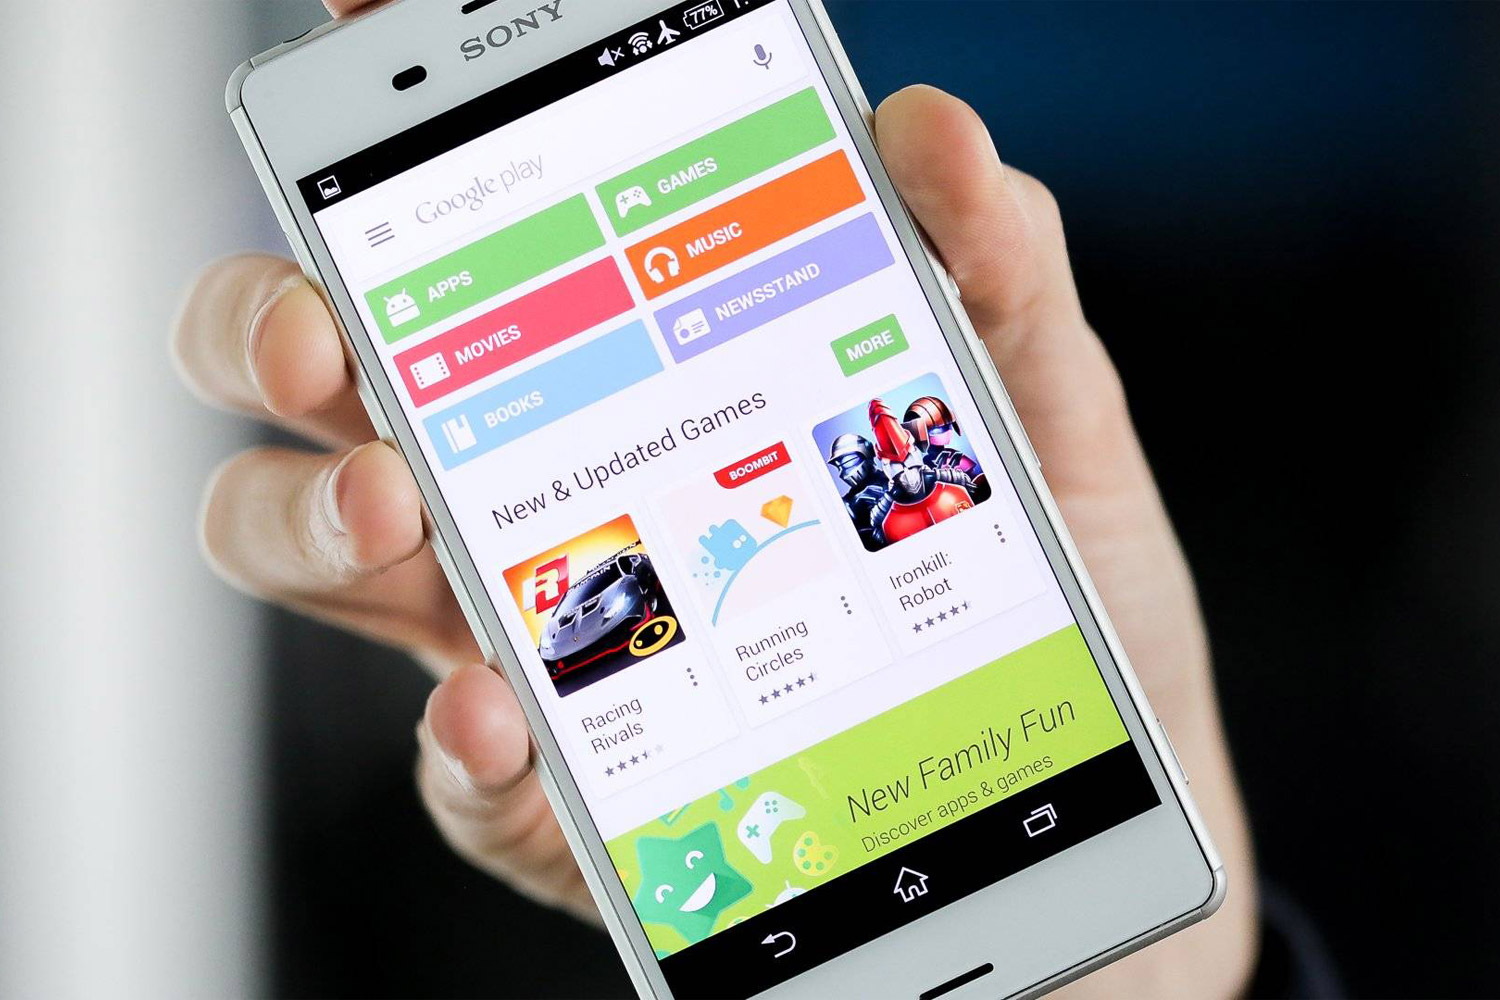 SONY
77%
Google play
APPS
GAMES
MOVIES
MUSIC
BOOKS
NEWSSTAND
New & Updated Games
MORE
R
Racing
Rivals
BOOMBIT
Running
Circles
Ironkill:
Robot
New Family Fun
Discover apps & games